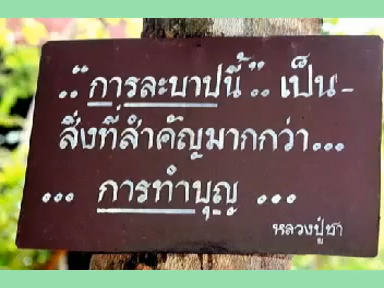 .."การละบาปนี้".. เป็น-
สิ่งที่สำคัญมากกว่า...
... การทำบุญ ...
หลวงปู่ชา